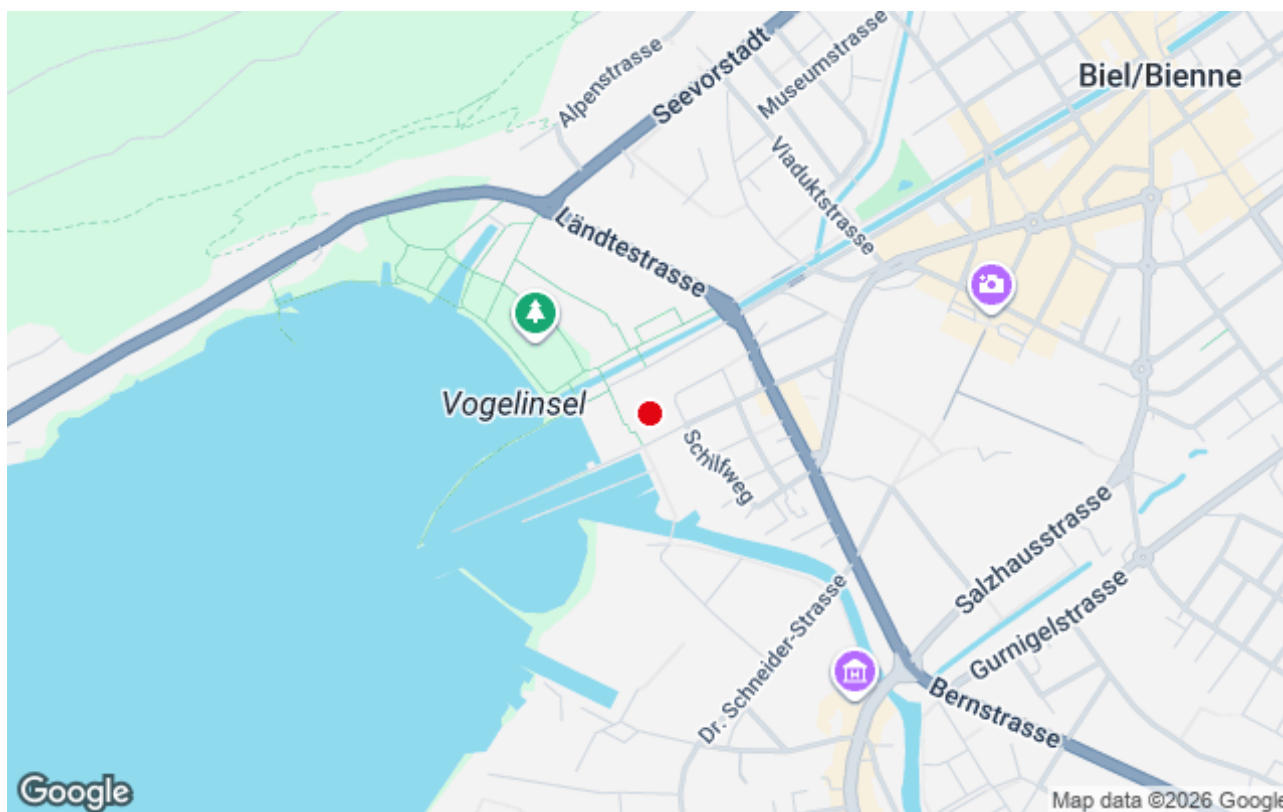 Biel/Bienne
Alpenstrasse
Seevorstadt
Museumstrasse
Viaduktstrasse
Ländtestrasse
Vogelinsel
Schilfweg
Salzhausstrasse
Gurnigelstrasse
Dr. Schneider-Strasse
Bernstrasse
Google
Map data ©2026 Google